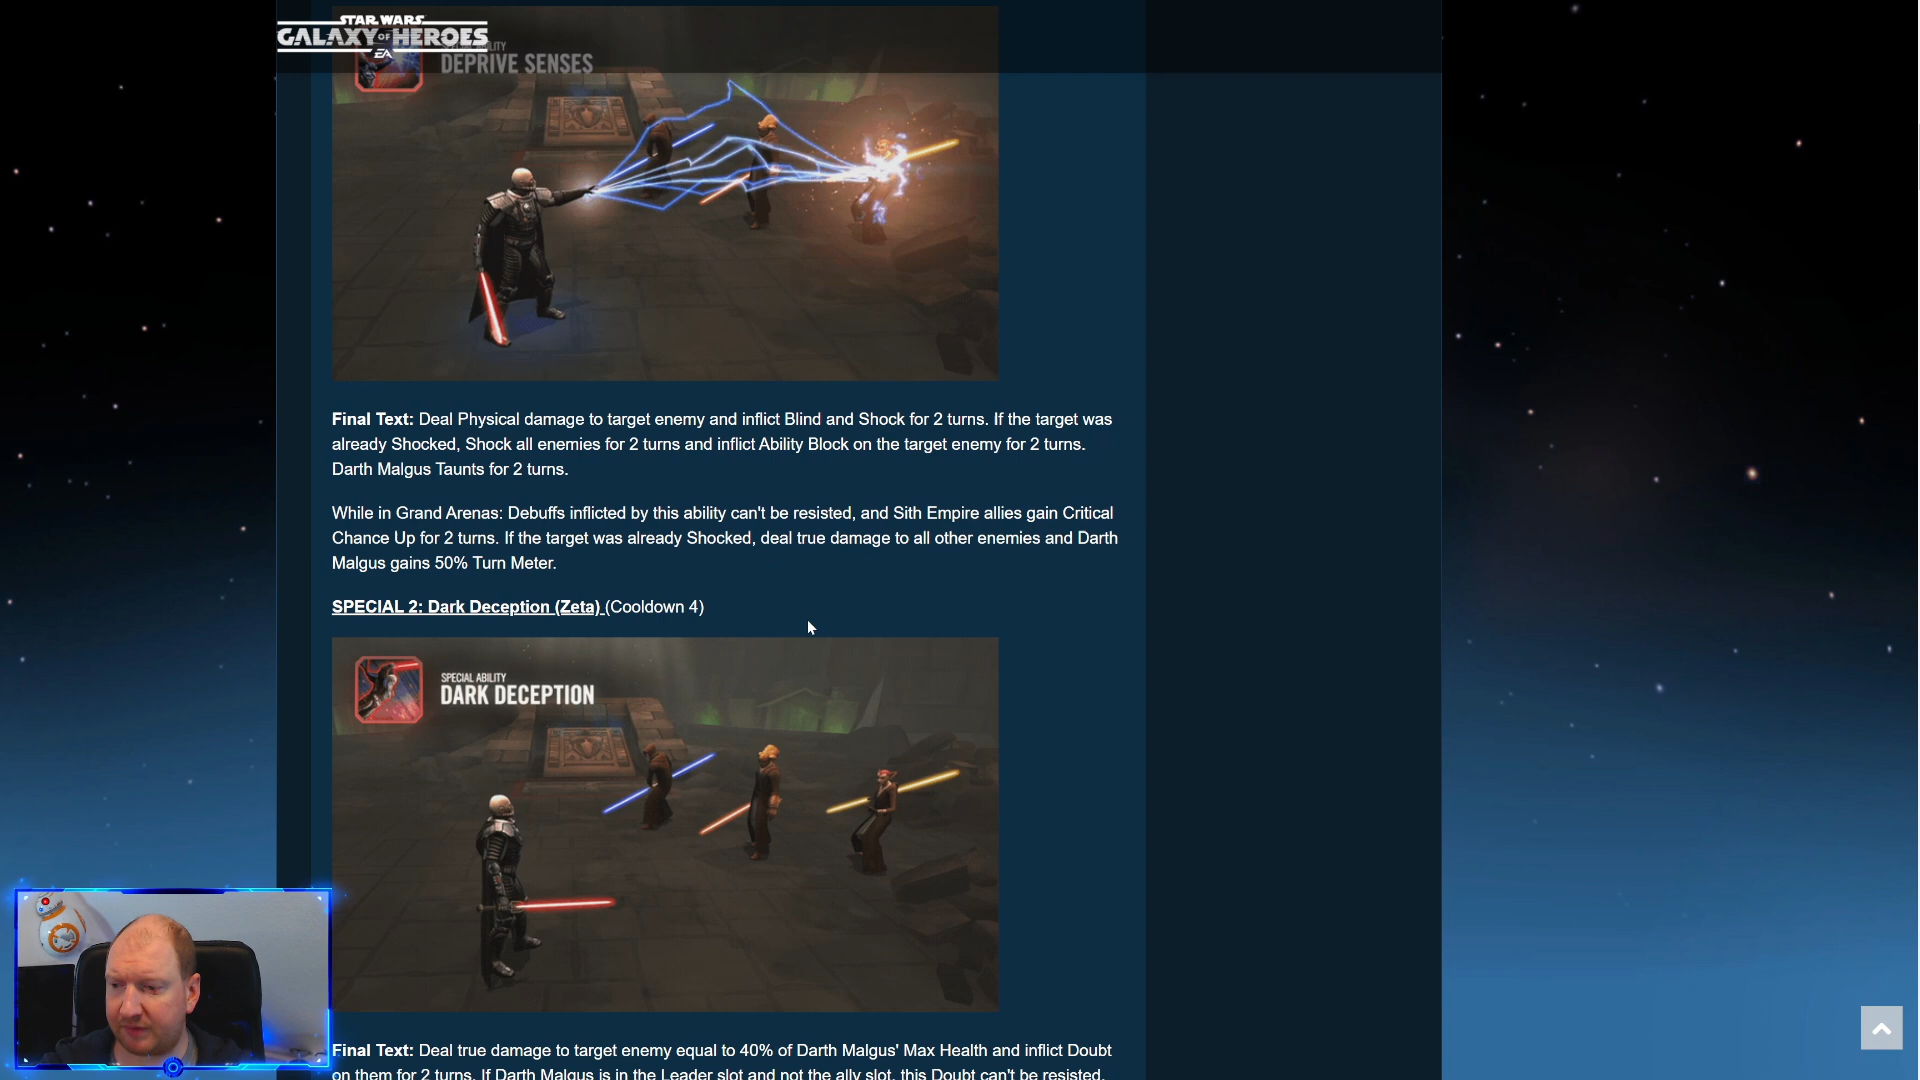 STAR WARS
GALAXY OF HEROES
EA
DEPRIVE SENSES
Final Text: Deal Physical damage to target enemy and inflict Blind and Shock for 2 turns. If the target was
already Shocked, Shock all enemies for 2 turns and inflict Ability Block on the target enemy for 2 turns.
Darth Malgus Taunts for 2 turns.
While in Grand Arenas: Debuffs inflicted by this ability can't be resisted, and Sith Empire allies gain Critical
Chance Up for 2 turns. If the target was already Shocked, deal true damage to all other enemies and Darth
Malgus gains 50% Turn Meter.
SPECIAL 2: Dark Deception (Zeta) (Cooldown 4)
SPECIAL ABILITY
DARK DECEPTION
Final Text: Deal true damage to target enemy equal to 40% of Darth Malgus' Max Health and inflict Doubt
on them for 2 turns. If Darth Malgus is in the Leader slot and not the ally slot, this Doubt can't be resisted.